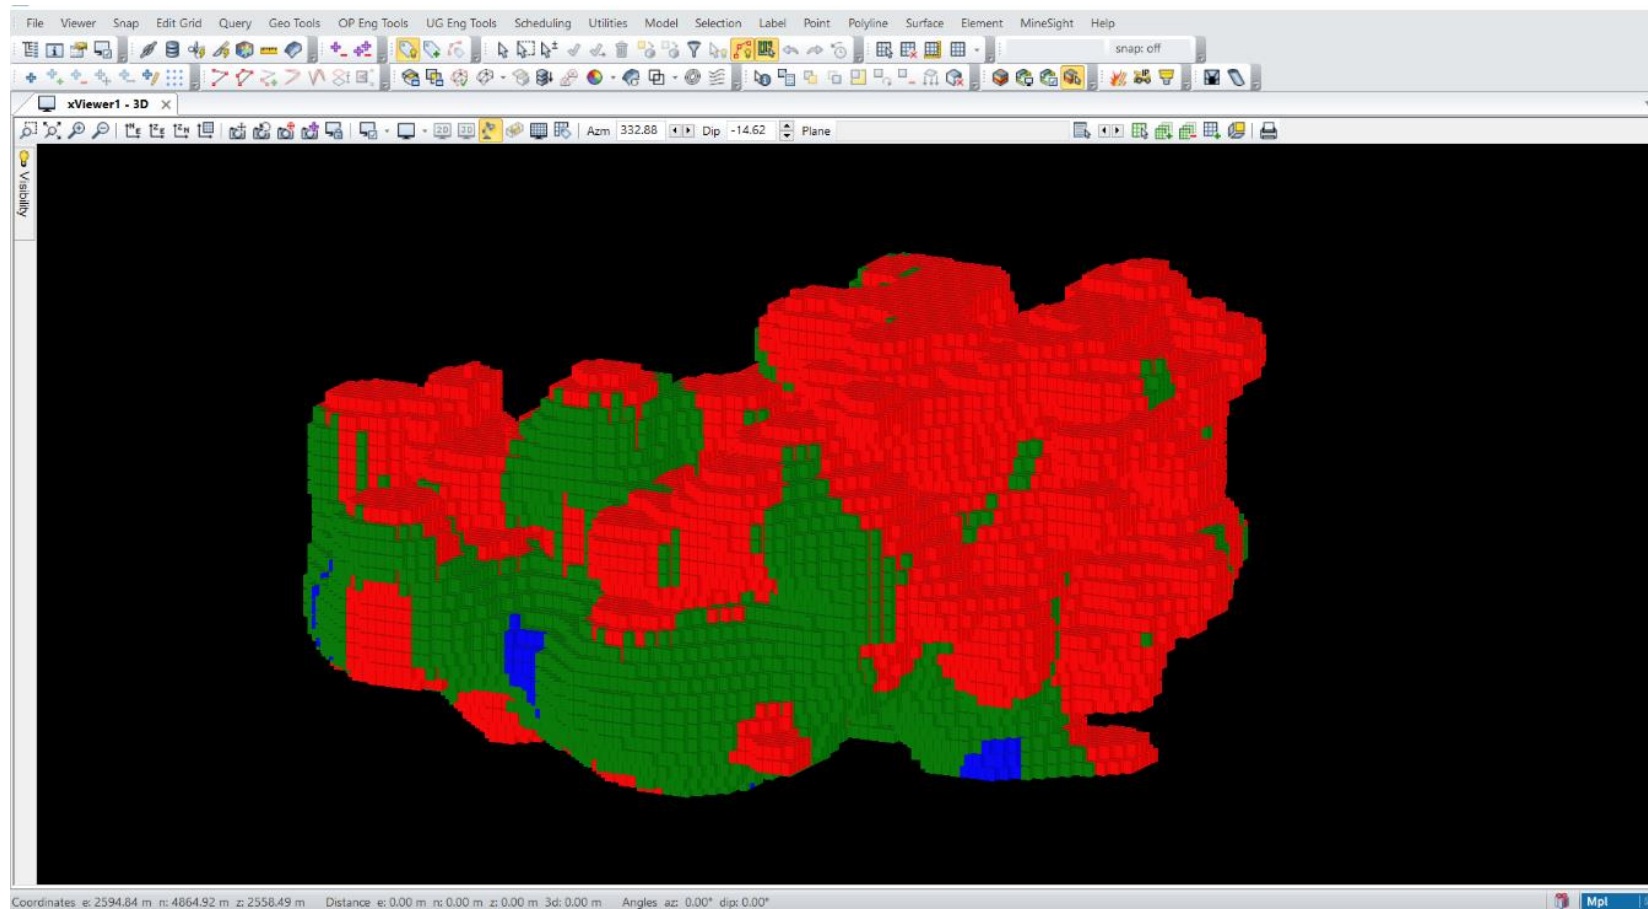 File Viewer Snap Edit Grid Query Geo Tools OP Eng Tools UG Eng Tools Scheduling Utilities Model Selection Label Point Polyline Surface Element MineSight Help
snap: off
xViewer1 - 3D
2D 3D Azm 332.88 Dip -14.62 Plane
Visibility
Coordinates e: 2594.84 m n: 4864.92 m z: 2558.49 m Distance e: 0.00 m n: 0.00 m z: 0.00 m 3d: 0.00 m Angles az: 0.00° dip: 0.00° Mpl